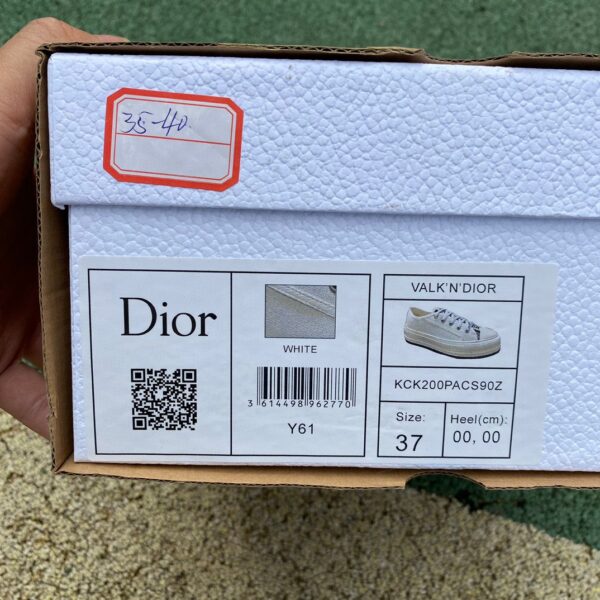 35-40
Dior
WHITE
3 614498 962770
Y61
VALK'N'DIOR
KCK200PACS90Z
Size:
37
Heel(cm):
00, 00